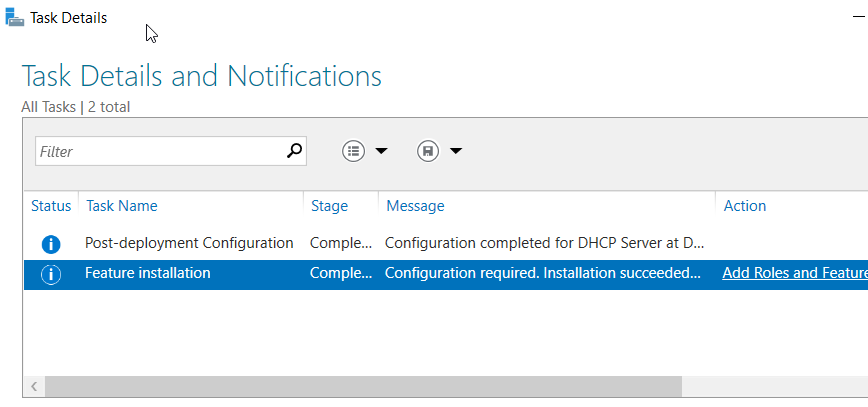 Task Details
Task Details and Notifications
All Tasks | 2 total
Filter
Status Task Name Stage Message Action
Post-deployment Configuration Comple... Configuration completed for DHCP Server at D...
Feature installation Comple... Configuration required. Installation succeeded... Add Roles and Feature